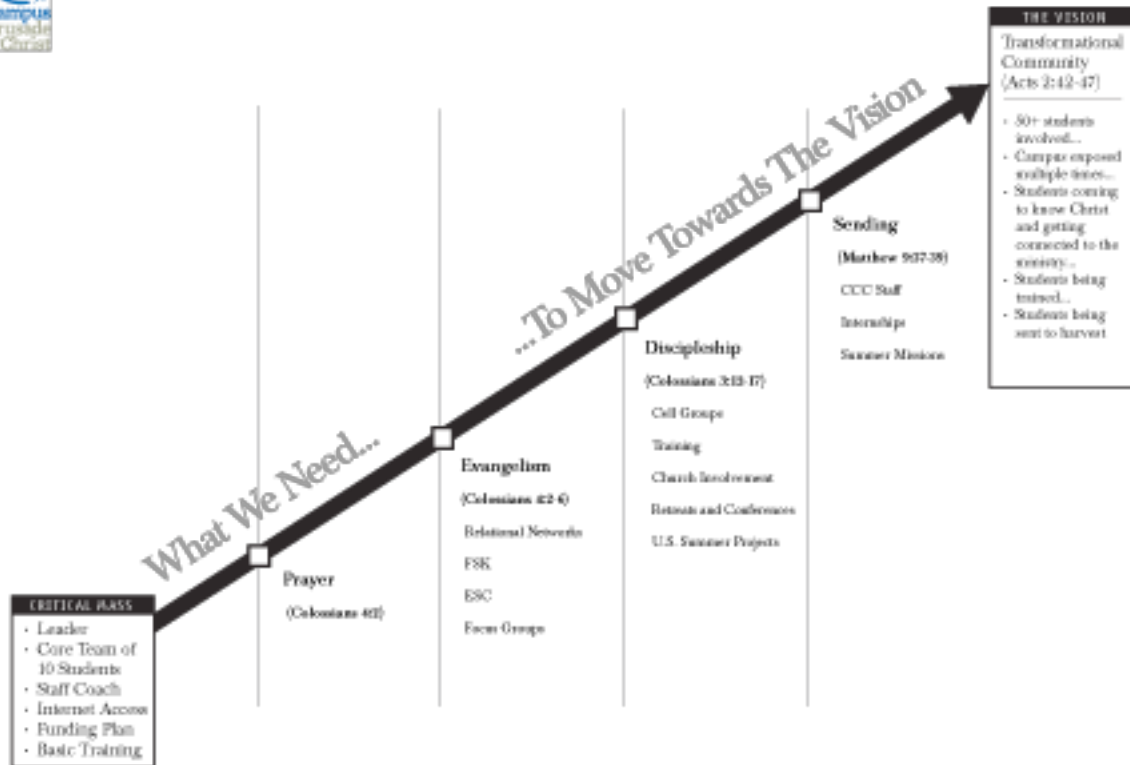 Campus
Crusade
Christ
THE VISION
Transformational
Community
(Acts 2:42-47)
· 50+ students
involved...
· Campus exposed
multiple times...
· Students coming
to know Christ
and getting
connected to the
ministry...
· Students being
trained...
· Students being
sent to harvest
What We Need...
...To Move Towards The Vision
Sending
(Matthew 9:37-38)
CCC Staff
Internships
Summer Missions
Discipleship
(Colossians 3:12-17)
Cell Groups
Training
Church Involvement
Retreats and Conferences
U.S. Summer Projects
Evangelism
(Colossians 4:2-6)
Relational Networks
FSK
ESC
Focus Groups
Prayer
(Colossians 4:2)
CRITICAL MASS
· Leader
· Core Team of
10 Students
· Staff Coach
· Internet Access
· Funding Plan
· Basic Training